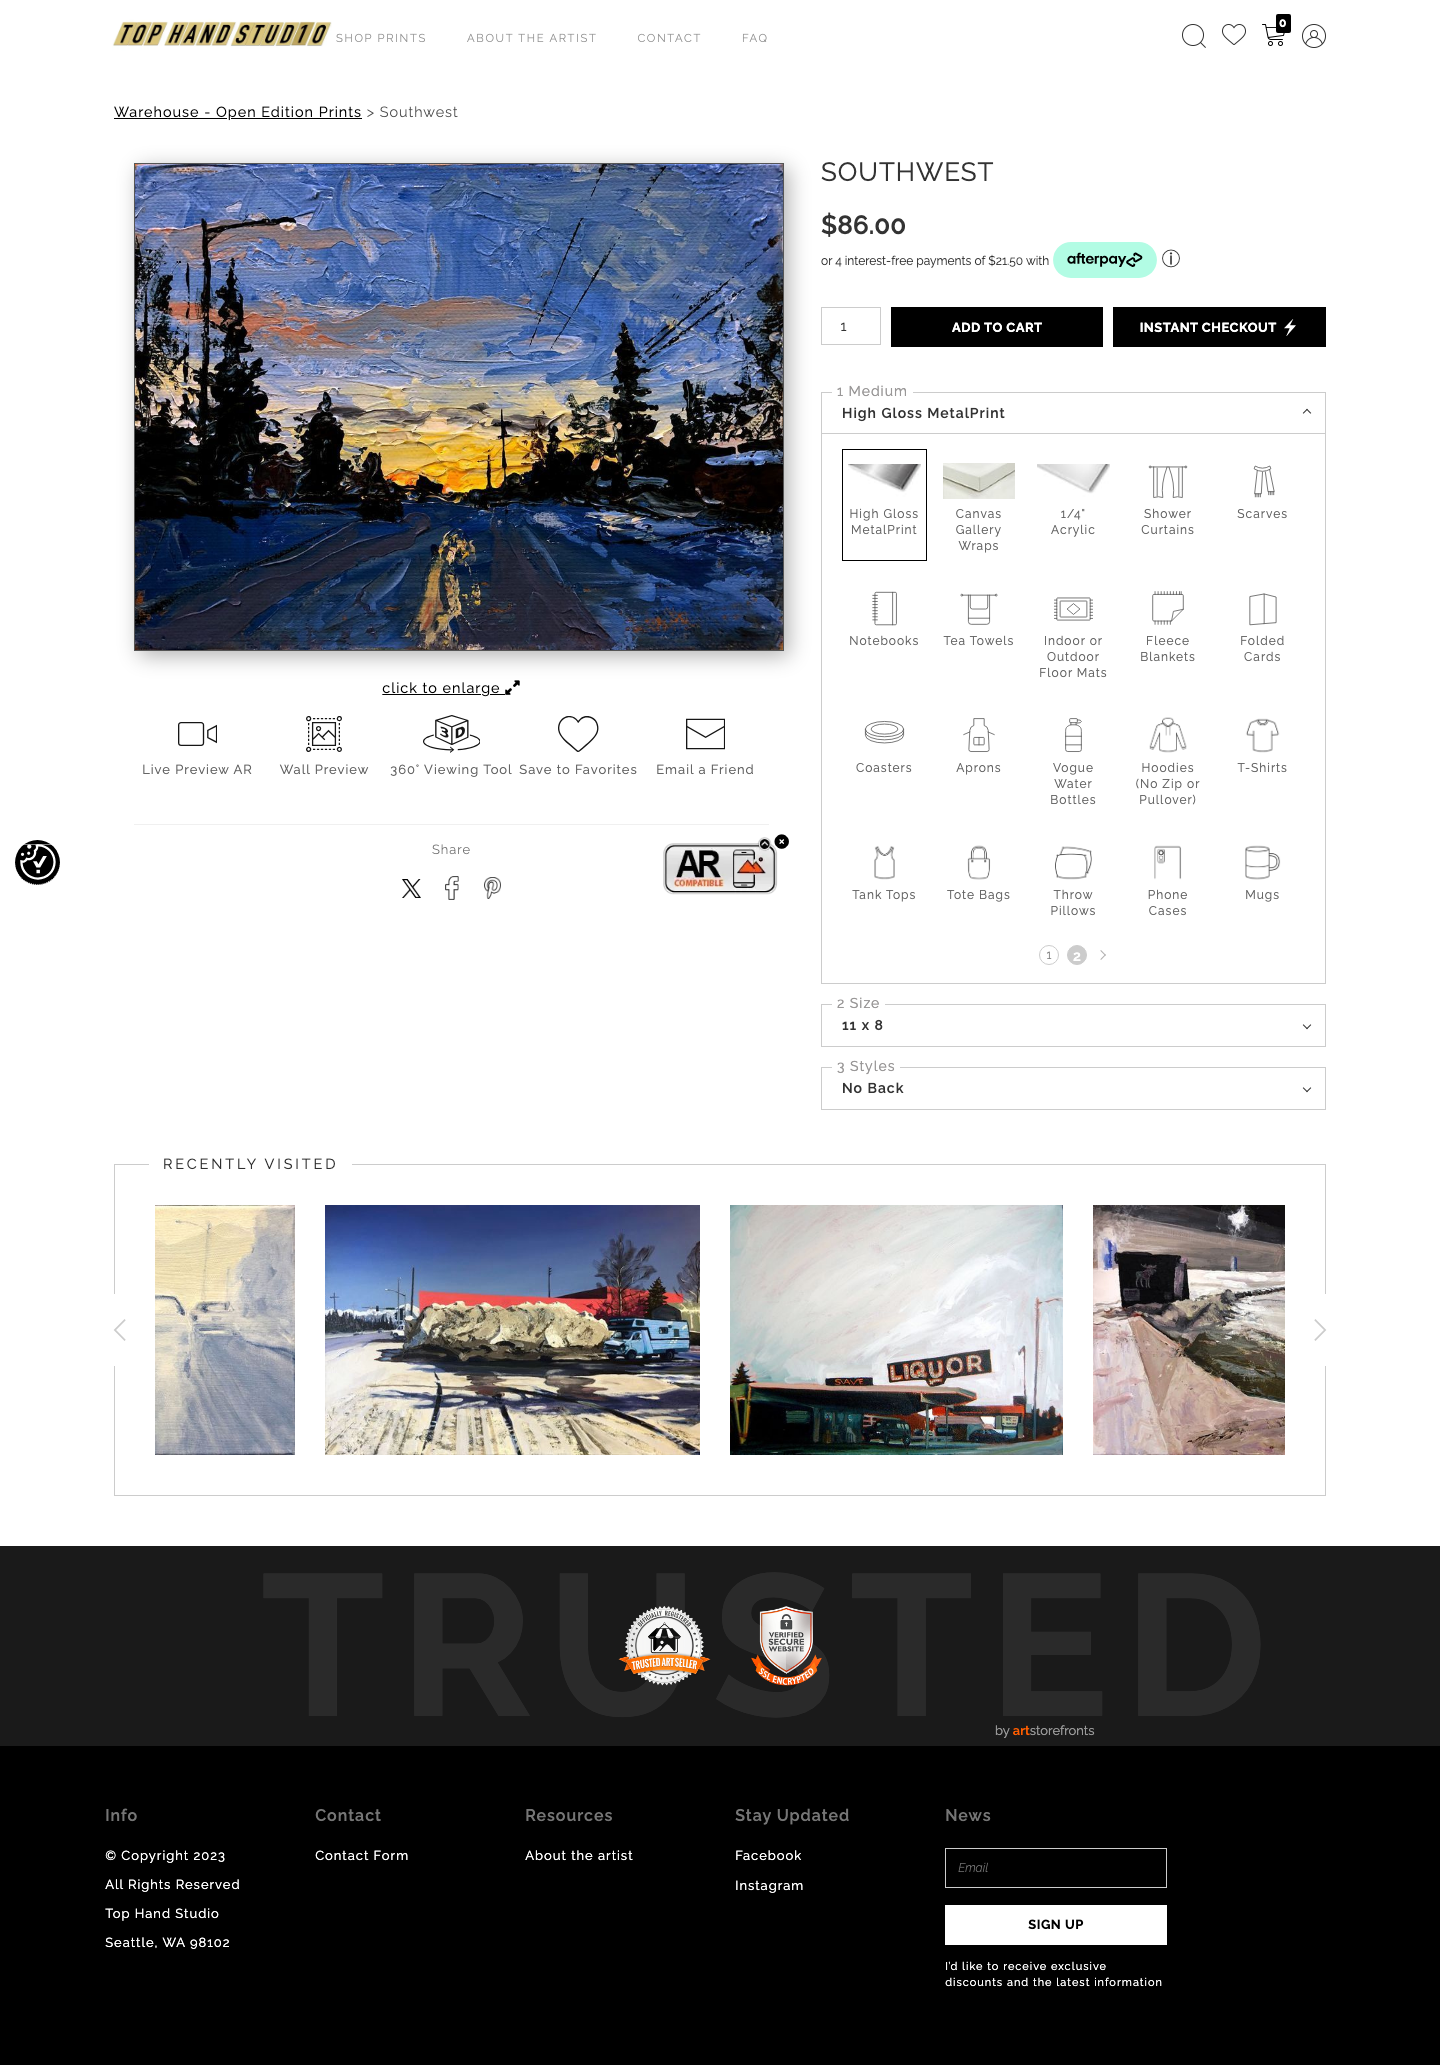 TOP HAND STUD10
SHOP PRINTS
ABOUT THE ARTIST
CONTACT
FAQ
0
Warehouse - Open Edition Prints > Southwest
SOUTHWEST
$86.00
or 4 interest-free payments of $21.50 with afterpay
1
ADD TO CART
INSTANT CHECKOUT
1 Medium
High Gloss MetalPrint
High Gloss
MetalPrint
Canvas
Gallery
Wraps
1/4"
Acrylic
Shower
Curtains
Scarves
Notebooks
Tea Towels
Indoor or
Outdoor
Floor Mats
Fleece
Blankets
Folded
Cards
Coasters
Aprons
Vogue
Water
Bottles
Hoodies
(No Zip or
Pullover)
T-Shirts
Tank Tops
Tote Bags
Throw
Pillows
Phone
Cases
Mugs
1
2
2 Size
11 x 8
3 Styles
No Back
click to enlarge
Live Preview AR
Wall Preview
3D
360° Viewing Tool
Save to Favorites
Email a Friend
Share
AR
COMPATIBLE
RECENTLY VISITED
SAVE
LIQUOR
TRUSTED
OFFICIALLY REGISTERED
TRUSTED ART SELLER
VERIFIED
SECURE
WEBSITE
SSL ENCRYPTED
by artstorefronts
Info
© Copyright 2023
All Rights Reserved
Top Hand Studio
Seattle, WA 98102
Contact
Contact Form
Resources
About the artist
Stay Updated
Facebook
Instagram
News
Email
SIGN UP
I'd like to receive exclusive
discounts and the latest information